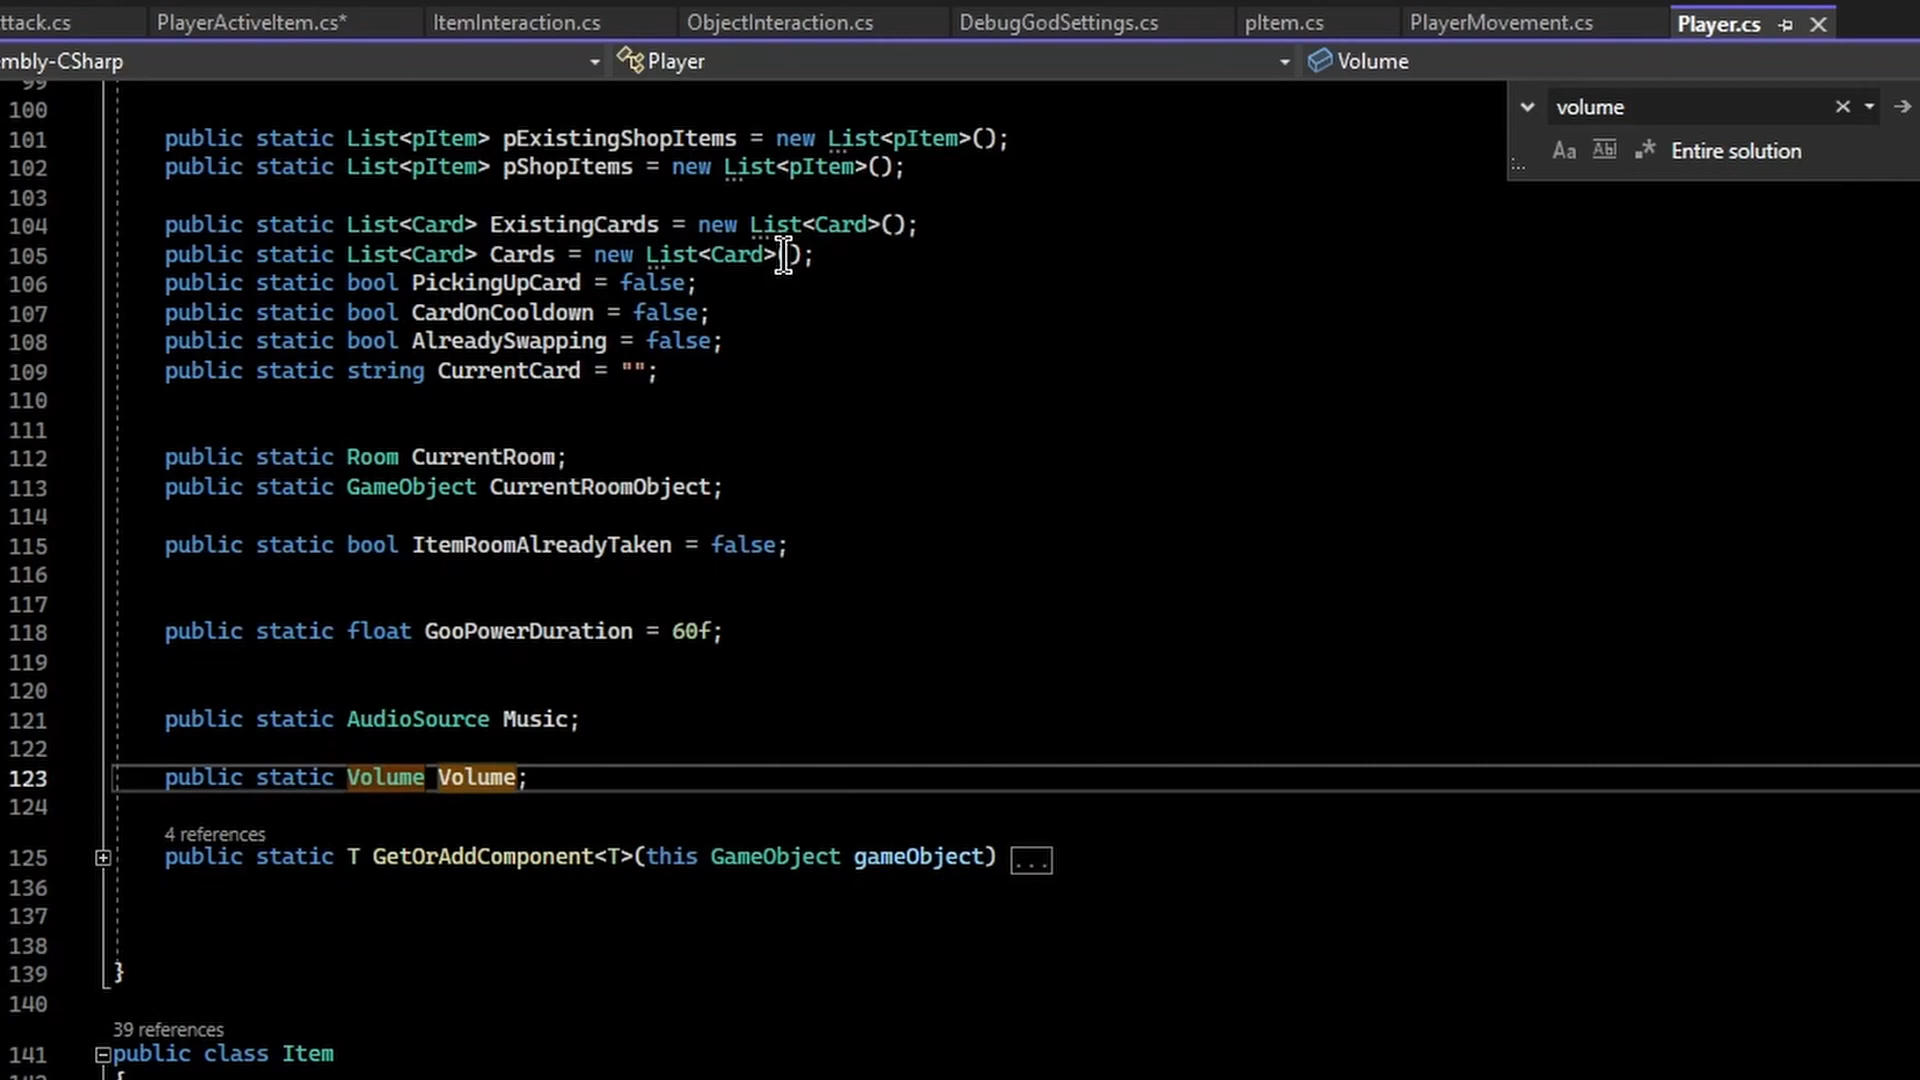 ttack.cs PlayerActiveItem.cs* ItemInteraction.cs ObjectInteraction.cs DebugGodSettings.cs pItem.cs PlayerMovement.cs Player.cs
mbly-CSharp Player Volume
volume
Aa Abl .* Entire solution
99
100
101 public static List<pItem> pExistingShopItems = new List<pItem>();
102 public static List<pItem> pShopItems = new List<pItem>();
103
104 public static List<Card> ExistingCards = new List<Card>();
105 public static List<Card> Cards = new List<Card>();
106 public static bool PickingUpCard = false;
107 public static bool CardOnCooldown = false;
108 public static bool AlreadySwapping = false;
109 public static string CurrentCard = "";
110
111
112 public static Room CurrentRoom;
113 public static GameObject CurrentRoomObject;
114
115 public static bool ItemRoomAlreadyTaken = false;
116
117
118 public static float GooPowerDuration = 60f;
119
120
121 public static AudioSource Music;
122
123 public static Volume Volume;
124
4 references
125 public static T GetOrAddComponent<T>(this GameObject gameObject) ...
136
137
138
139 }
140
39 references
141 public class Item
{